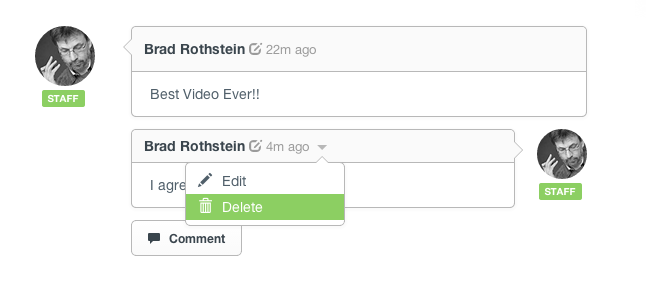 Brad Rothstein 22m ago
STAFF
Best Video Ever!!
Brad Rothstein 4m ago
I agre
STAFF
Edit
Delete
Comment